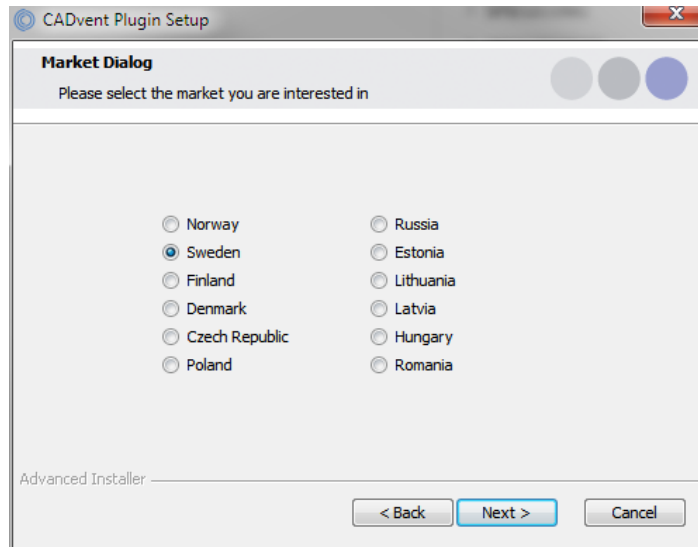 CADvent Plugin Setup
Market Dialog
Please select the market you are interested in
Norway
Sweden
Finland
Denmark
Czech Republic
Poland
Russia
Estonia
Lithuania
Latvia
Hungary
Romania
Advanced Installer
< Back
Next >
Cancel